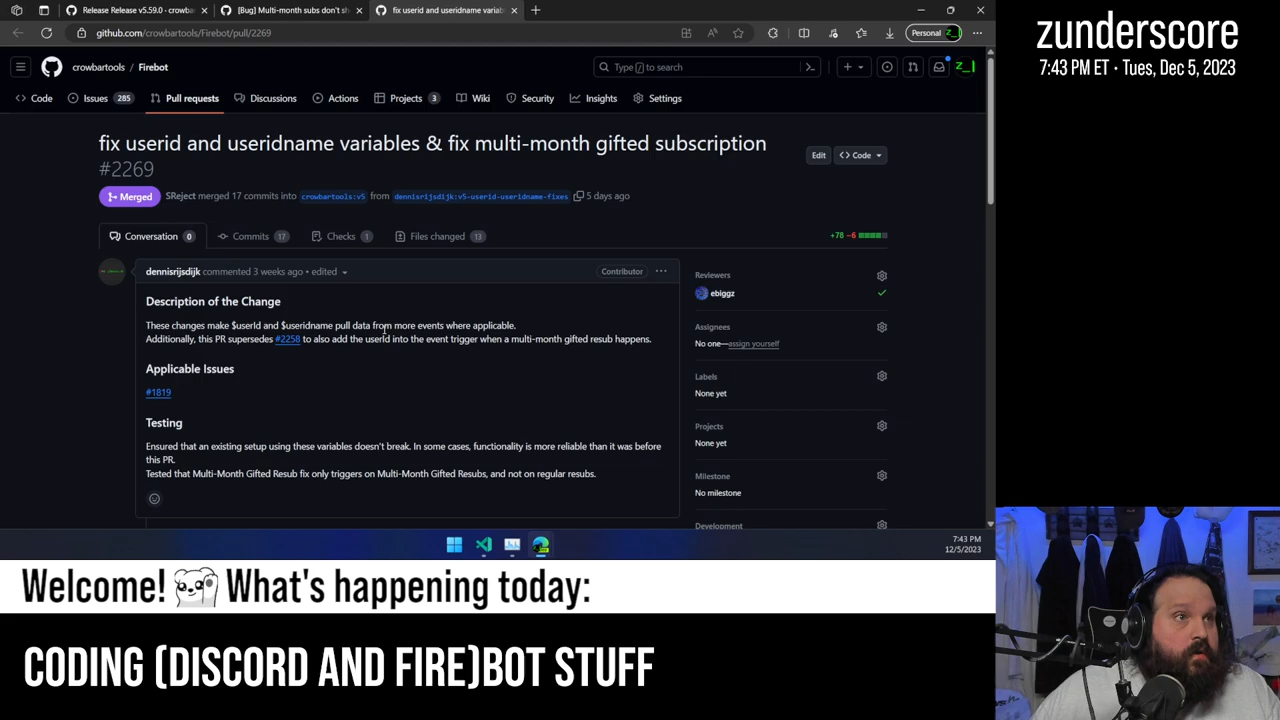 Release Release v5.59.0 · crowba
[Bug] Multi-month subs don't sh
fix userid and useridname variab
github.com/crowbartools/Firebot/pull/2269
Personal
crowbartools / Firebot
Type / to search
Code
Issues 285
Pull requests
Discussions
Actions
Projects 3
Wiki
Security
Insights
Settings
fix userid and useridname variables & fix multi-month gifted subscription
#2269
Edit
Code
Merged
SReject merged 17 commits into crowbartools:v5 from dennisrijsdijk:v5-userid-useridname-fixes 5 days ago
Conversation 0
Commits 17
Checks 1
Files changed 13
+78 −6
dennisrijsdijk commented 3 weeks ago • edited
Contributor
Description of the Change
These changes make $userId and $useridname pull data from more events where applicable.
Additionally, this PR supersedes #2258 to also add the userId into the event trigger when a multi-month gifted resub happens.
Applicable Issues
#1819
Testing
Ensured that an existing setup using these variables doesn't break. In some cases, functionality is more reliable than it was before
this PR.
Tested that Multi-Month Gifted Resub fix only triggers on Multi-Month Gifted Resubs, and not on regular resubs.
Reviewers
ebiggz
Assignees
No one—assign yourself
Labels
None yet
Projects
None yet
Milestone
No milestone
Development
7:43 PM
12/5/2023
zunderscore
7:43 PM ET · Tues, Dec 5, 2023
Welcome! What's happening today:
CODING (DISCORD AND FIRE)BOT STUFF